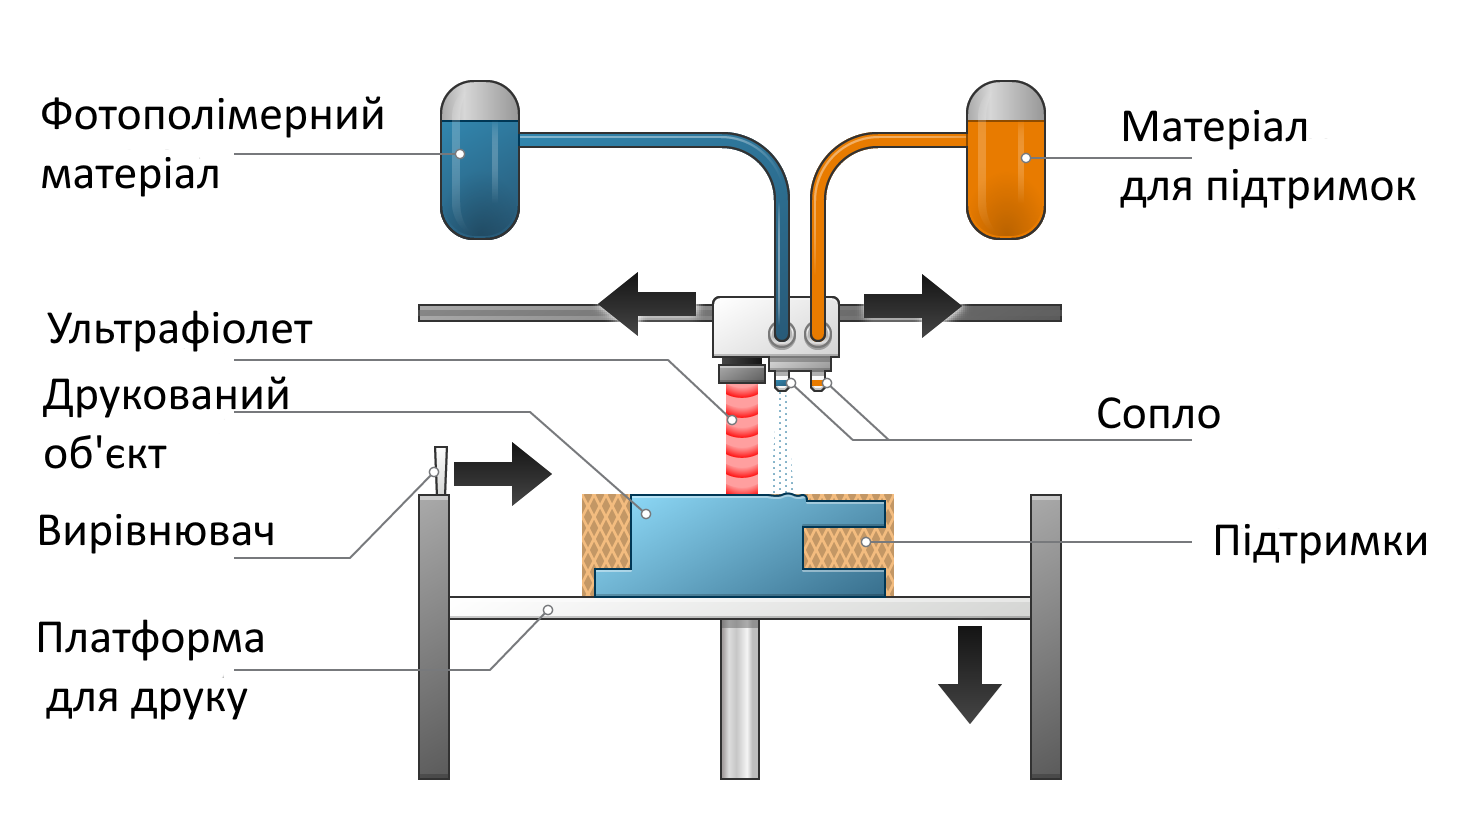 Фотополімерний
матеріал
Матеріал
для підтримок
Ультрафіолет
Друкований
об'єкт
Сопло
Вирівнювач
Підтримки
Платформа
для друку